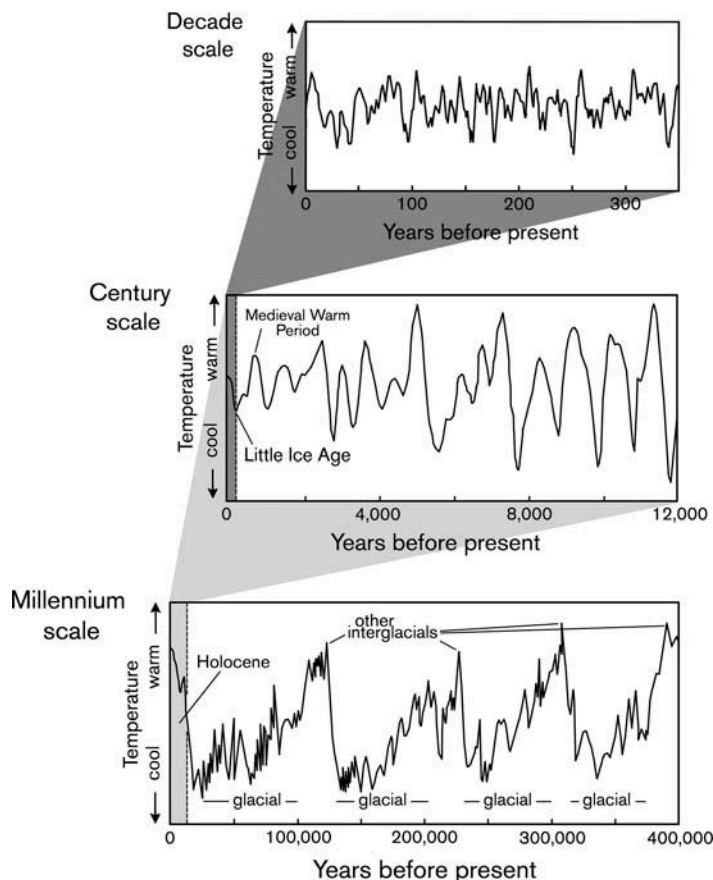 Decade
scale
Temperature
warm
cool
0
100
200
300
Years before present
Century
scale
Temperature
warm
cool
Medieval Warm
Period
Little Ice Age
0
4,000
8,000
12,000
Years before present
Millennium
scale
Temperature
warm
cool
Holocene
other
interglacials
glacial
glacial
glacial
glacial
0
100,000
200,000
300,000
400,000
Years before present